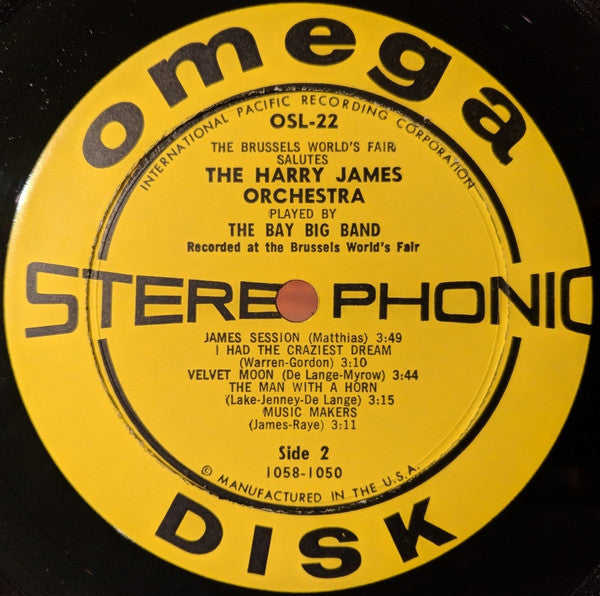 omega
INTERNATIONAL PACIFIC RECORDING CORPORATION
OSL-22
THE BRUSSELS WORLD'S FAIR
SALUTES
THE HARRY JAMES
ORCHESTRA
PLAYED BY
THE BAY BIG BAND
Recorded at the Brussels World's Fair
STEREOPHONIC
JAMES SESSION (Matthias) 3:49
I HAD THE CRAZIEST DREAM
(Warren-Gordon) 3:10
VELVET MOON (De Lange-Myrow) 3:44
THE MAN WITH A HORN
(Lake-Jenney-De Lange) 3:15
MUSIC MAKERS
(James-Raye) 3:11
Side 2
1058-1050
© MANUFACTURED IN THE U.S.A.
DISK